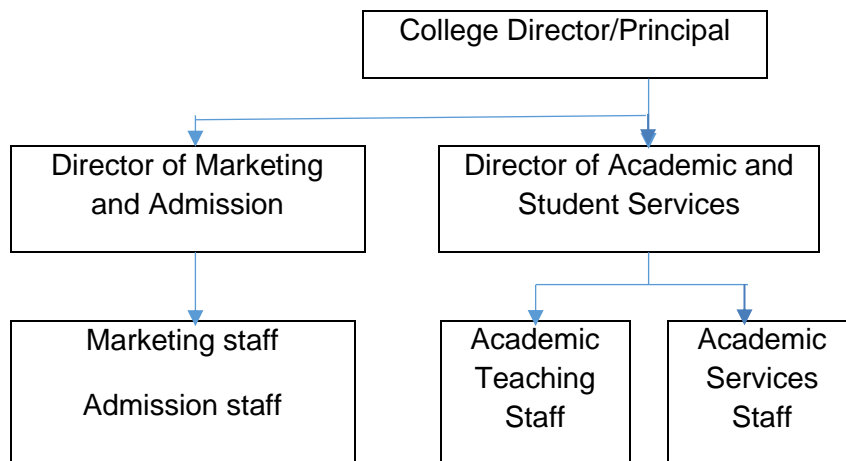 College Director/Principal
Director of Marketing
and Admission
Director of Academic and
Student Services
Marketing staff
Admission staff
Academic
Teaching
Staff
Academic
Services
Staff